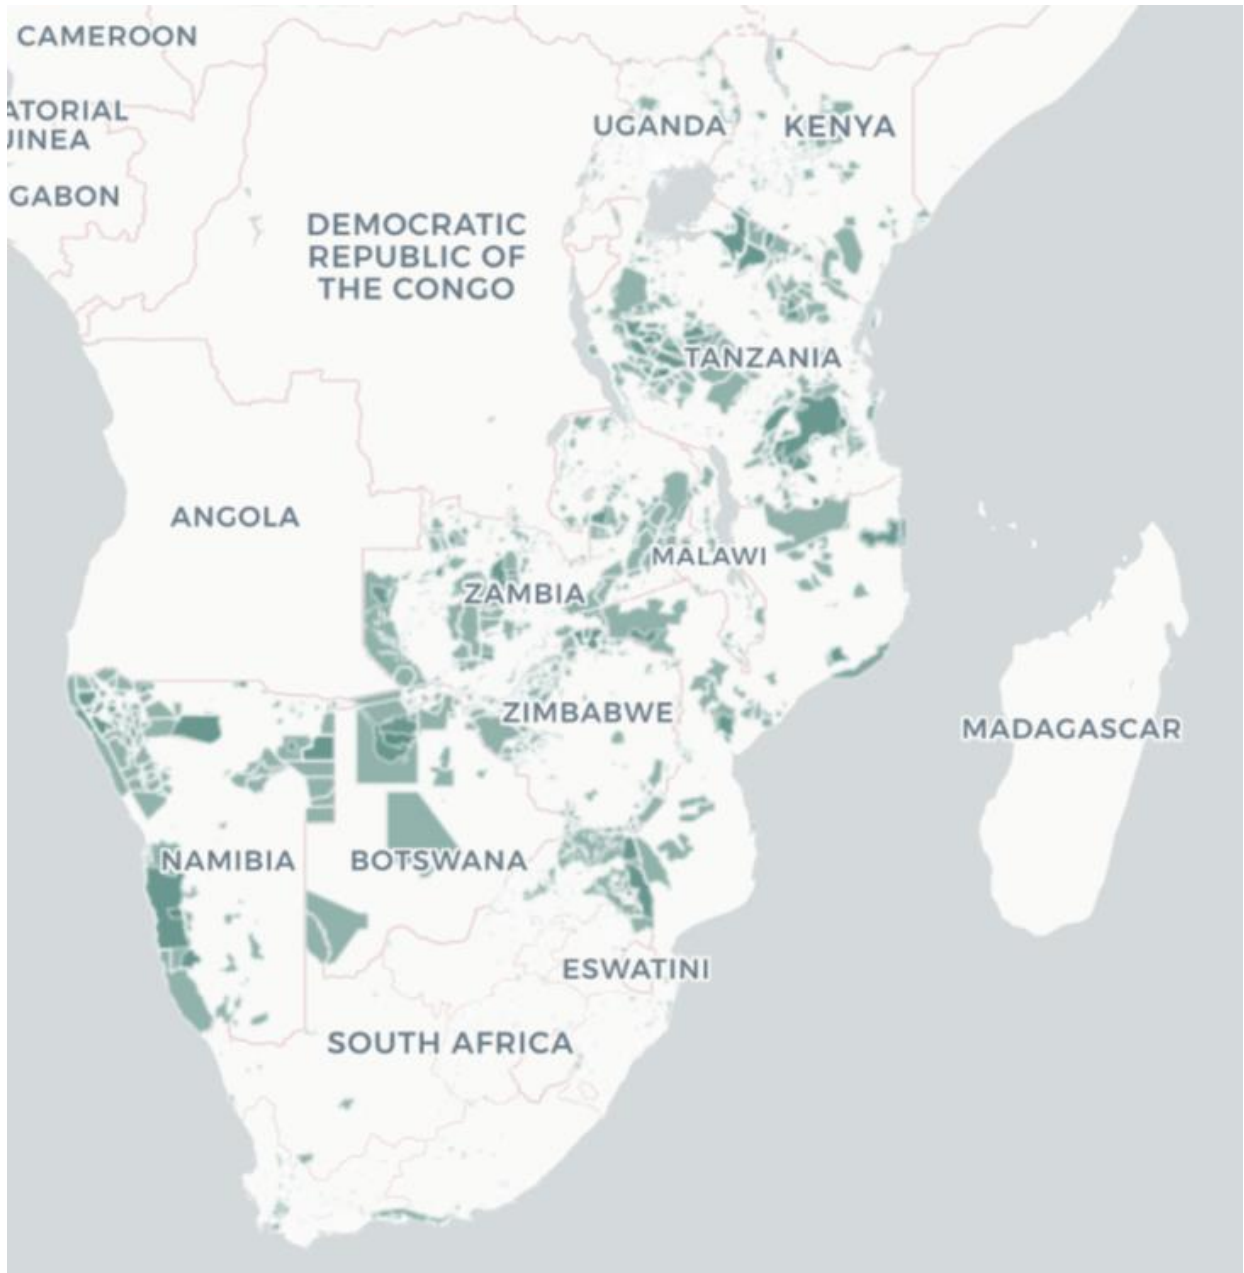 CAMEROON
ATORIAL
UINEA
UGANDA
KENYA
GABON
DEMOCRATIC
REPUBLIC OF
THE CONGO
TANZANIA
ANGOLA
MALAWI
ZAMBIA
ZIMBABWE
MADAGASCAR
NAMIBIA
BOTSWANA
ESWATINI
SOUTH AFRICA